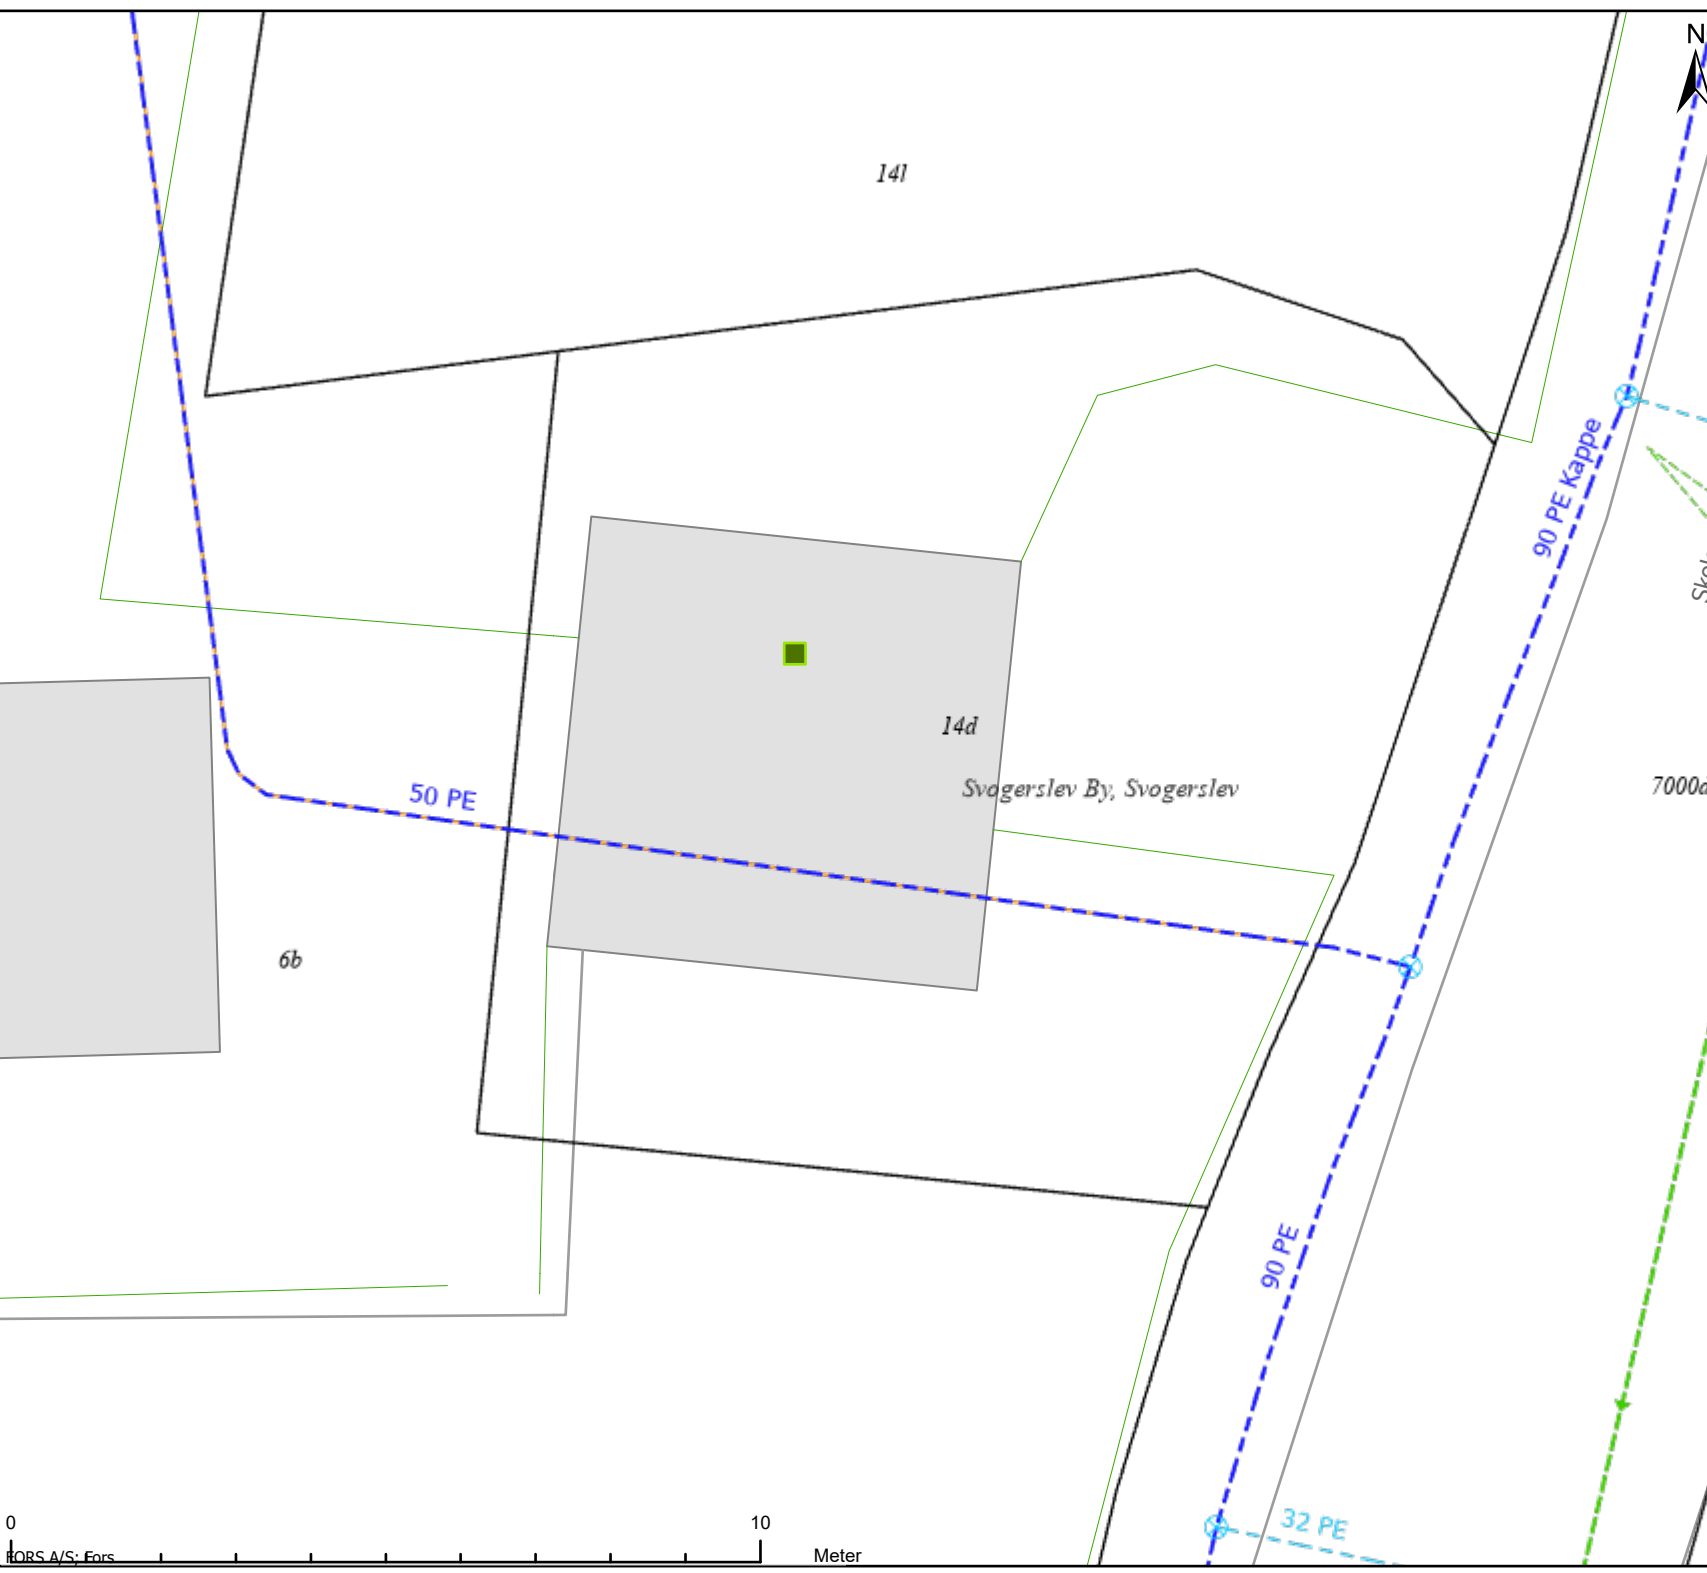 N
14l
90 PE Kappe
14d
Svogerslev By, Svogerslev
50 PE
6b
90 PE
32 PE
0
10
Meter
FORS A/S; Fors